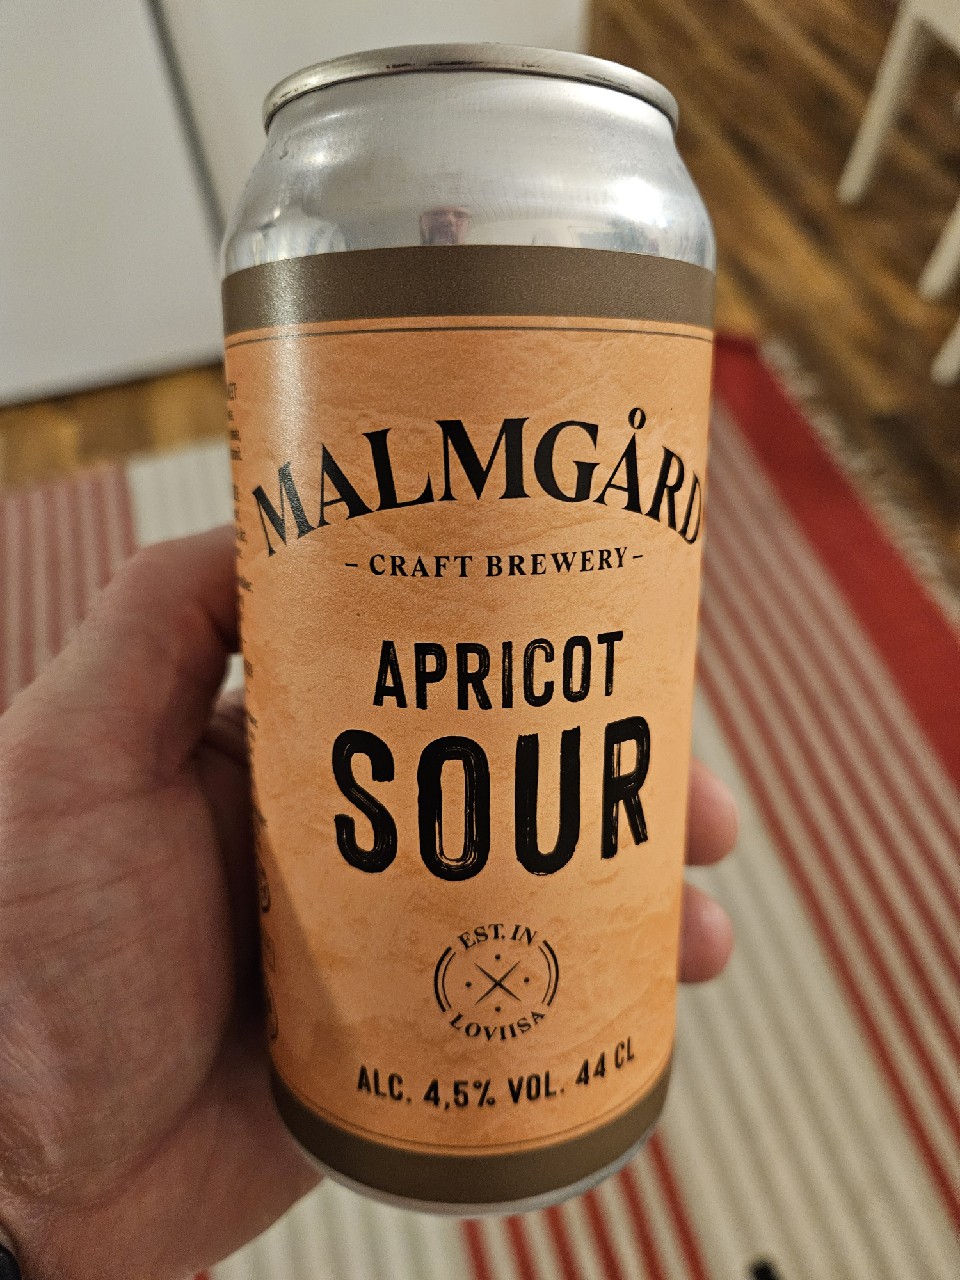 MALMGÅRD
- CRAFT BREWERY -
APRICOT
SOUR
EST. IN
LOVIISA
ALC. 4,5% VOL. 44 CL